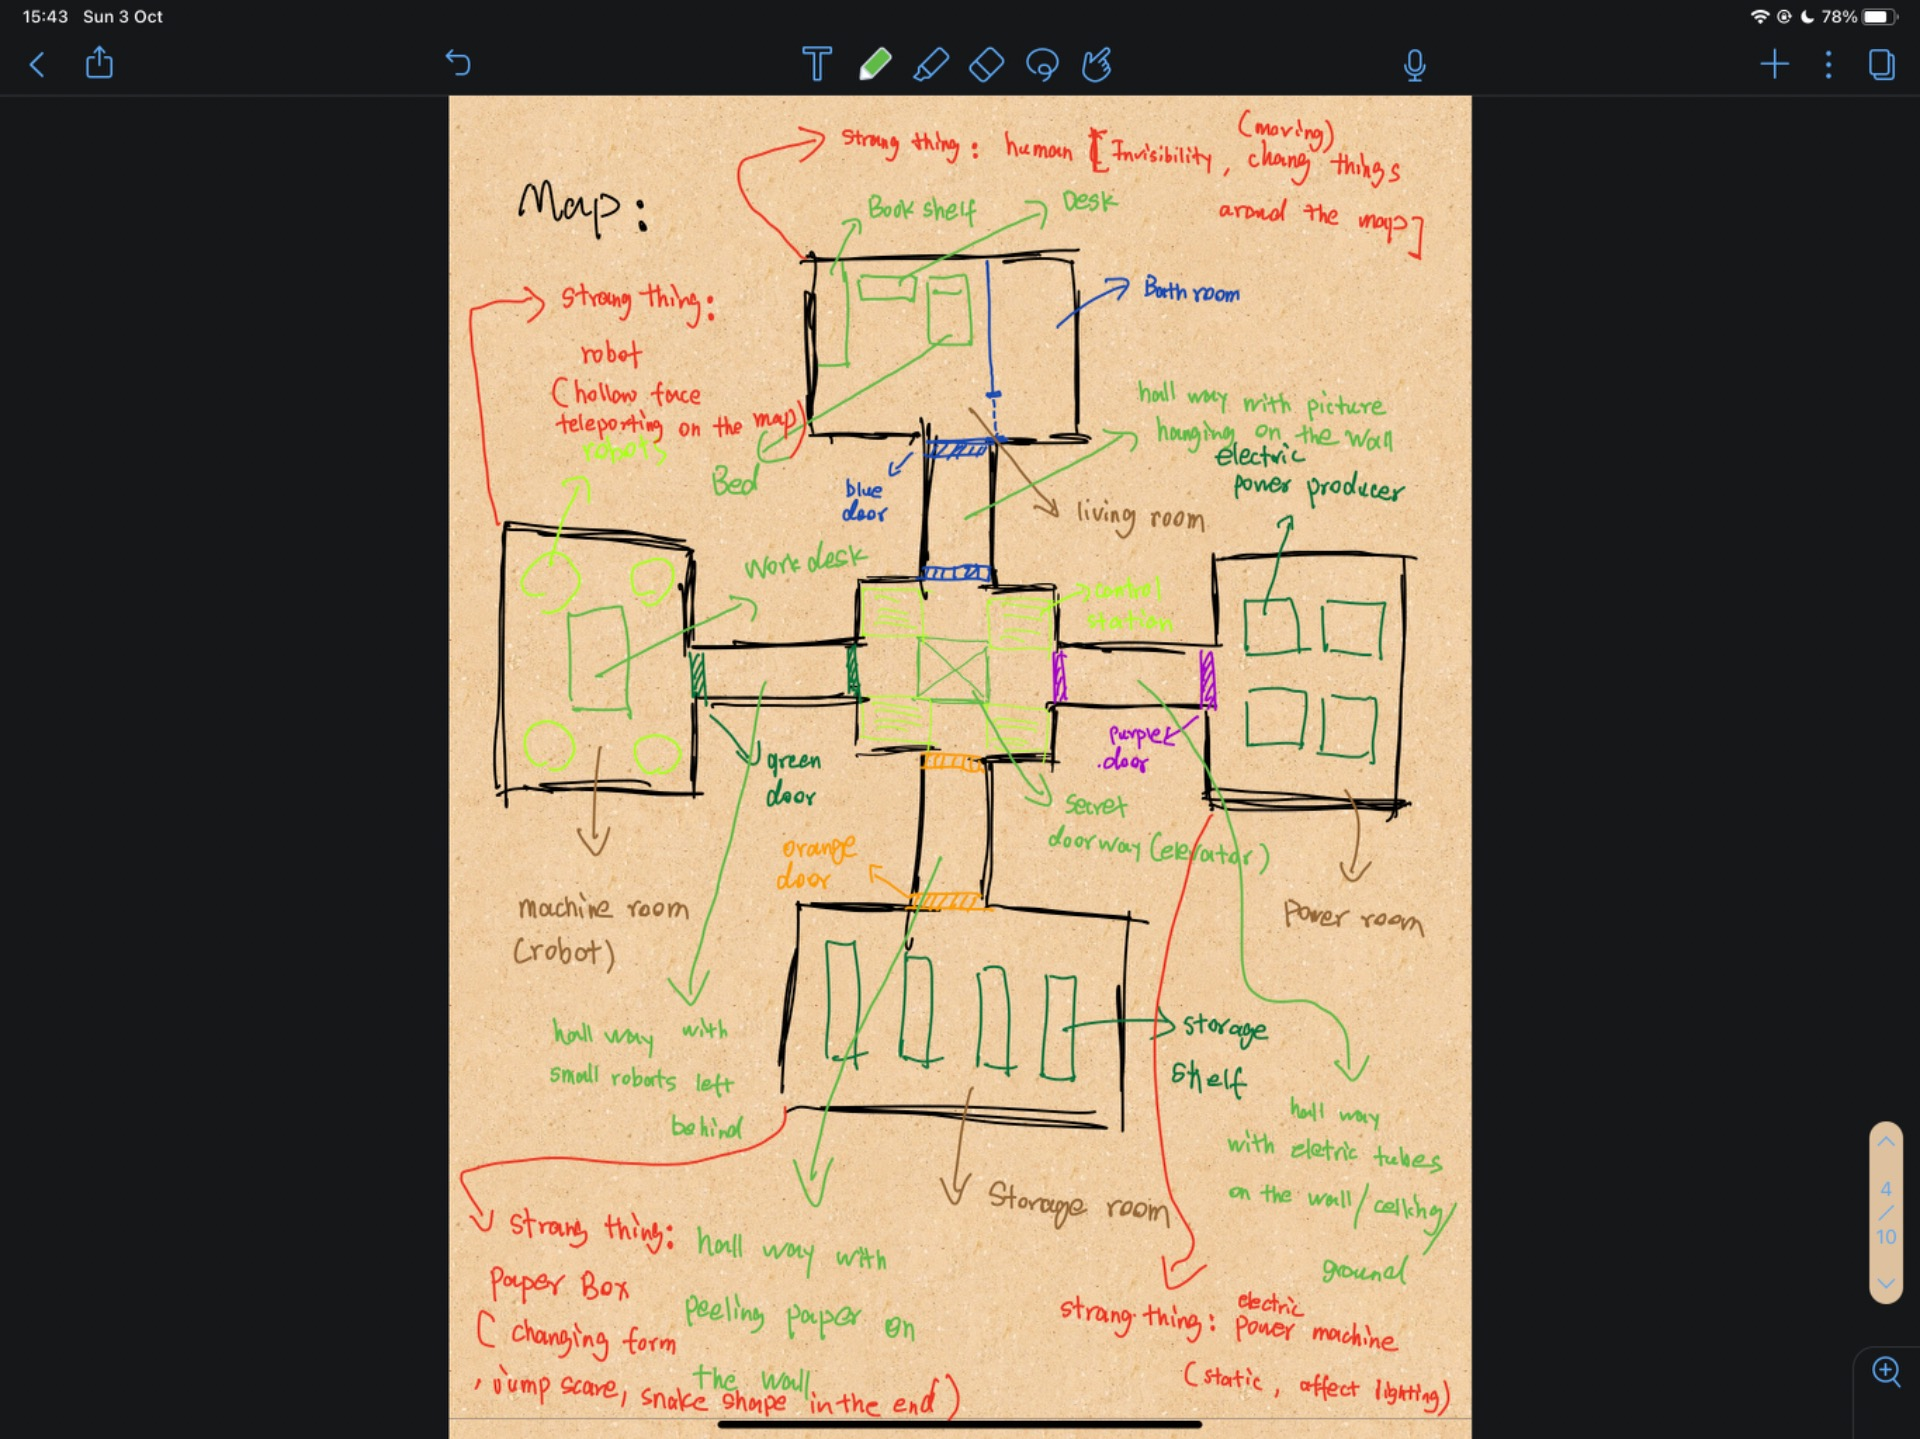 15:43 Sun 3 Oct
78%
(moving)
strang thing : human [Invisibility, chang things
around the map]
Map:
Book shelf
Desk
Bathroom
strang thing:
robot
(hollow face
teleporting on the map)
robots
Bed
blue
door
hall way with picture
hanging on the wall
electric
power producer
living room
work desk
control
station
purple
door
green
door
secret
doorway (elevator)
orange
door
machine room
(robot)
Power room
hall way with
small robots left
behind
storage
shelf
hall way
with eletric tubes
on the wall/ceiling/
ground
Storage room
strang thing:
Paper Box
( changing form
, jump scare, snake shape in the end)
hall way with
Peeling paper on
the wall
strang thing: electric
power machine
(static, affect lighting)
4
/
10